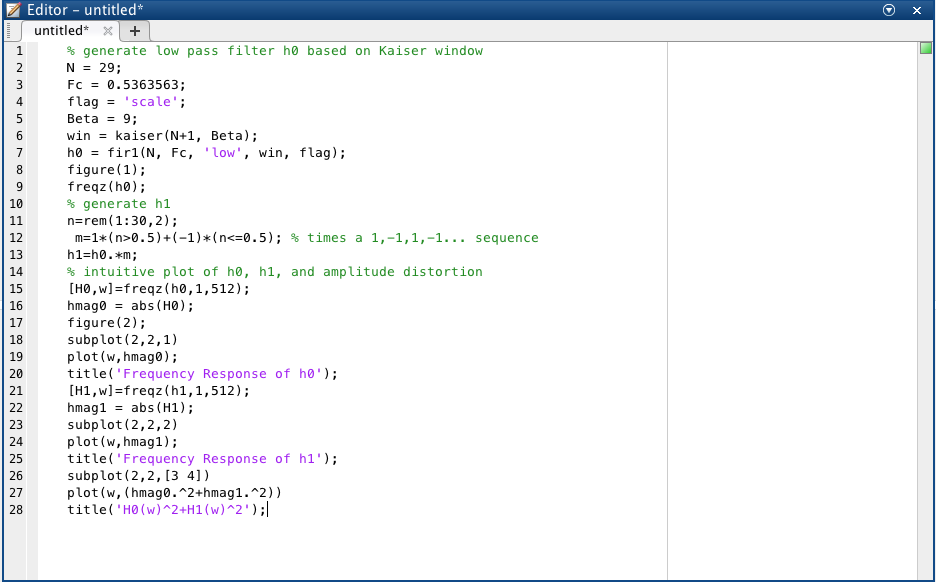 Editor – untitled*
untitled*
1 % generate low pass filter h0 based on Kaiser window
2 N = 29;
3 Fc = 0.5363563;
4 flag = 'scale';
5 Beta = 9;
6 win = kaiser(N+1, Beta);
7 h0 = fir1(N, Fc, 'low', win, flag);
8 figure(1);
9 freqz(h0);
10 % generate h1
11 n=rem(1:30,2);
12 m=1*(n>0.5)+(-1)*(n<=0.5); % times a 1,-1,1,-1... sequence
13 h1=h0.*m;
14 % intuitive plot of h0, h1, and amplitude distortion
15 [H0,w]=freqz(h0,1,512);
16 hmag0 = abs(H0);
17 figure(2);
18 subplot(2,2,1)
19 plot(w,hmag0);
20 title('Frequency Response of h0');
21 [H1,w]=freqz(h1,1,512);
22 hmag1 = abs(H1);
23 subplot(2,2,2)
24 plot(w,hmag1);
25 title('Frequency Response of h1');
26 subplot(2,2,[3 4])
27 plot(w,(hmag0.^2+hmag1.^2))
28 title('H0(w)^2+H1(w)^2');